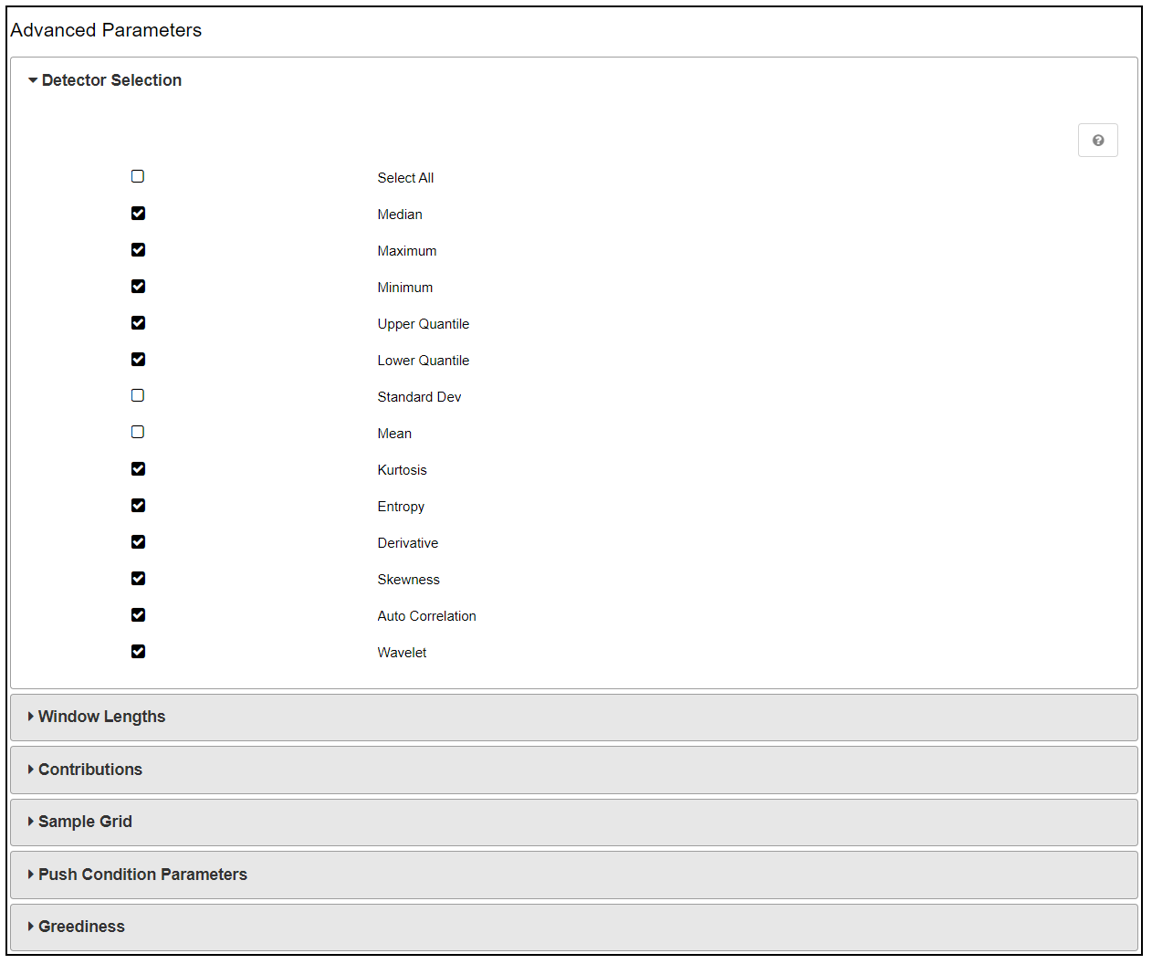 Advanced Parameters
Detector Selection
?
Select All
Median
Maximum
Minimum
Upper Quantile
Lower Quantile
Standard Dev
Mean
Kurtosis
Entropy
Derivative
Skewness
Auto Correlation
Wavelet
Window Lengths
Contributions
Sample Grid
Push Condition Parameters
Greediness